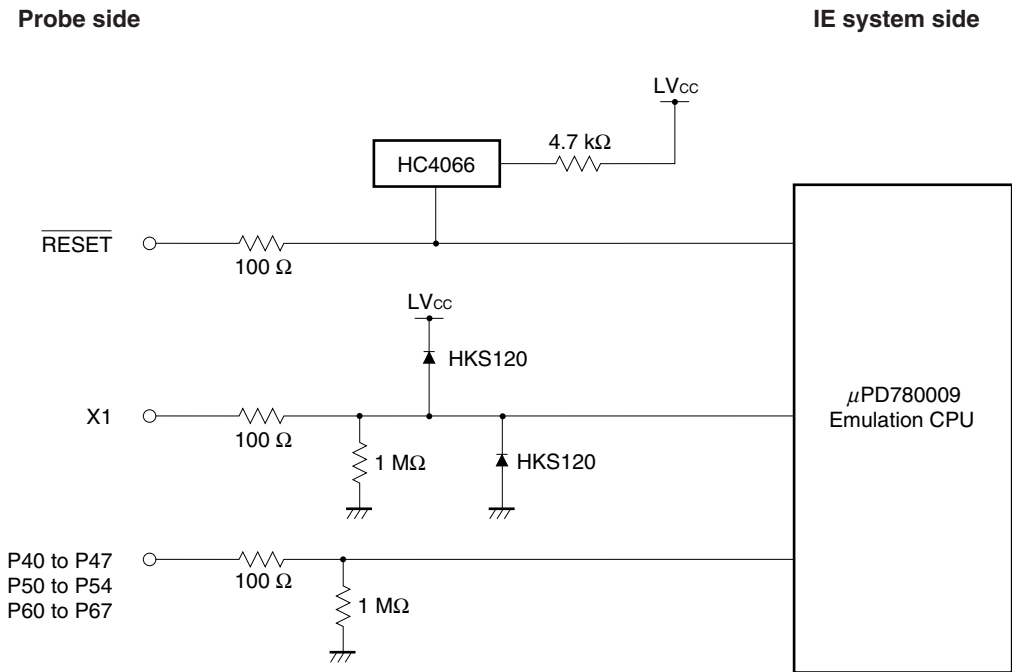 Probe side
IE system side
LVCC
4.7 kΩ
HC4066
RESET
100 Ω
LVCC
HKS120
X1
100 Ω
1 MΩ
HKS120
μPD780009
Emulation CPU
P40 to P47
P50 to P54
P60 to P67
100 Ω
1 MΩ